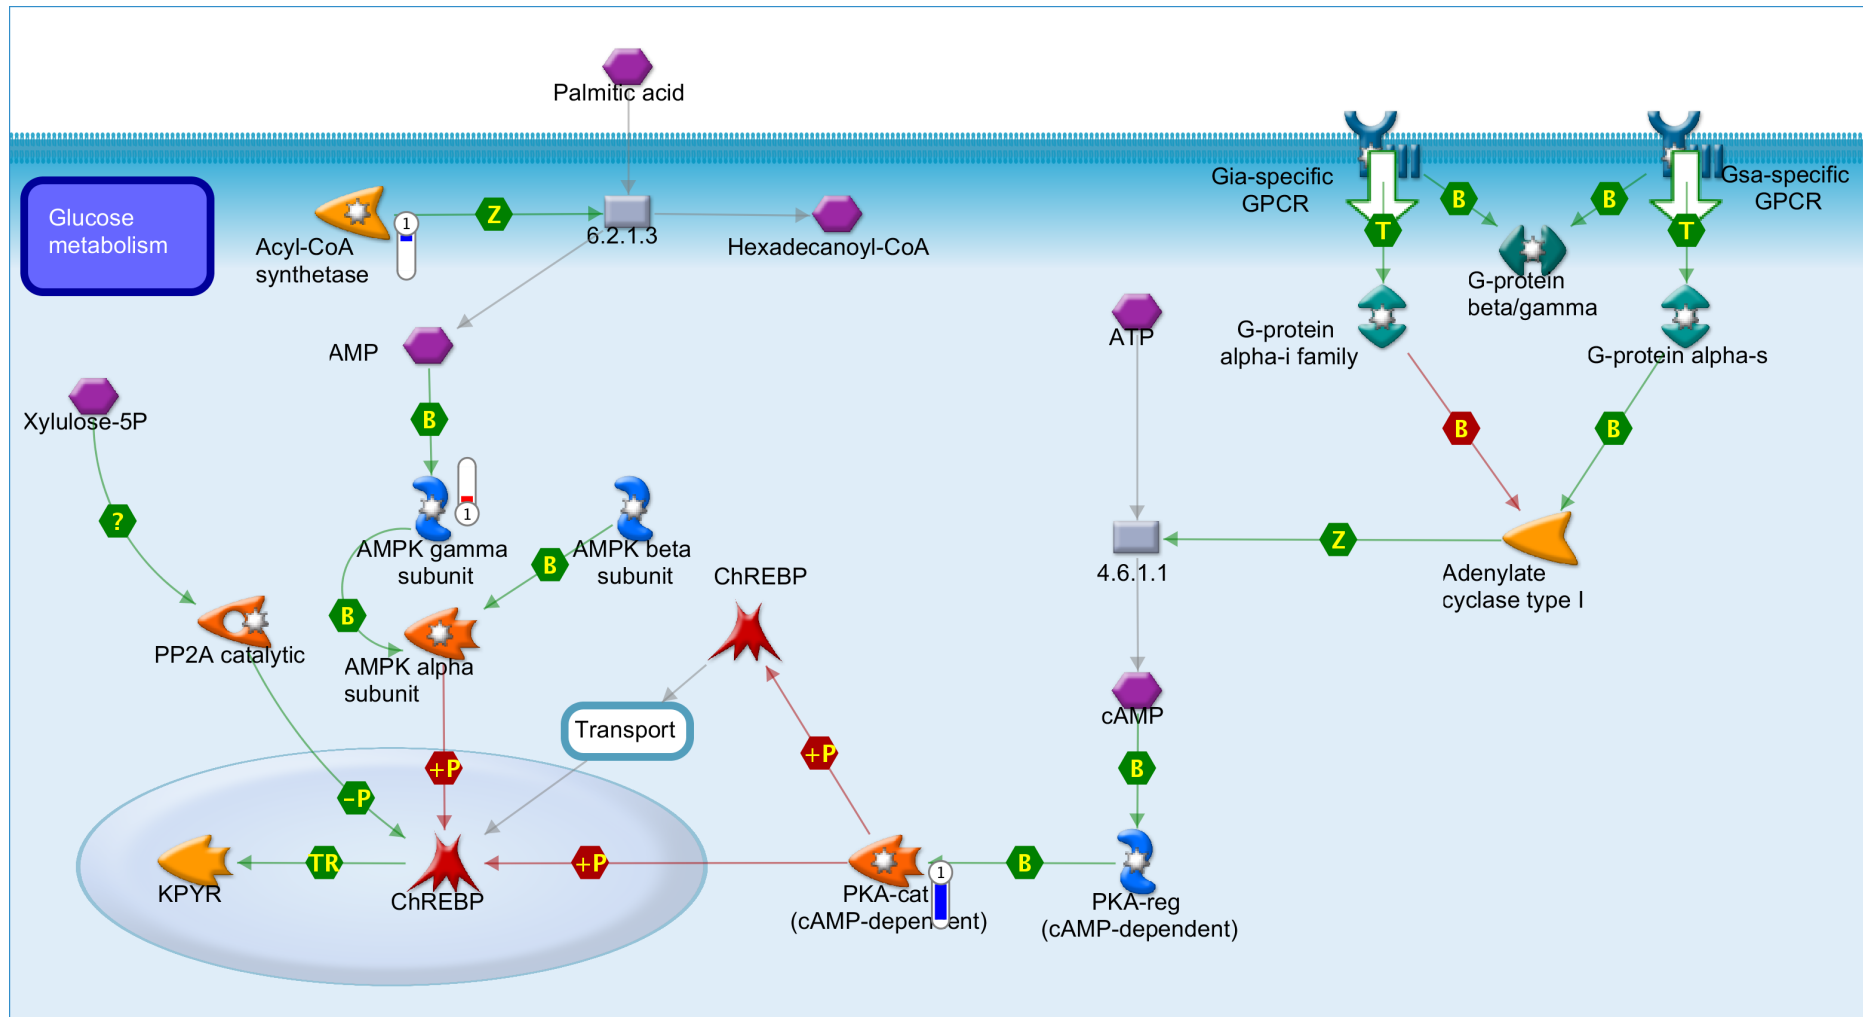 Palmitic acid
Glucose
metabolism
Acyl-CoA
synthetase
1
Z
6.2.1.3
Hexadecanoyl-CoA
Gia-specific
GPCR
B
B
Gsa-specific
GPCR
T
T
G-protein
beta/gamma
AMP
ATP
G-protein
alpha-i family
G-protein alpha-s
Xylulose-5P
B
B
B
?
1
AMPK gamma
subunit
AMPK beta
subunit
B
B
ChREBP
4.6.1.1
Z
Adenylate
cyclase type I
PP2A catalytic
AMPK alpha
subunit
Transport
cAMP
+P
+P
B
-P
KPYR
TR
ChREBP
+P
PKA-cat
(cAMP-dependent)
1
B
PKA-reg
(cAMP-dependent)